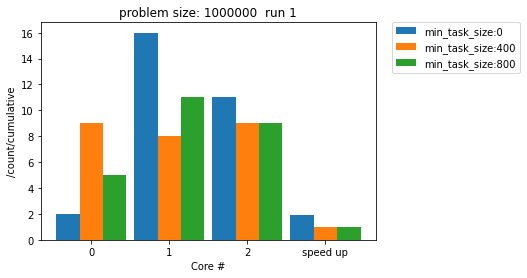 problem size: 1000000  run 1
min_task_size:0
min_task_size:400
min_task_size:800
/count/cumulative
16
14
12
10
8
6
4
2
0
0 1 2 speed up
Core #